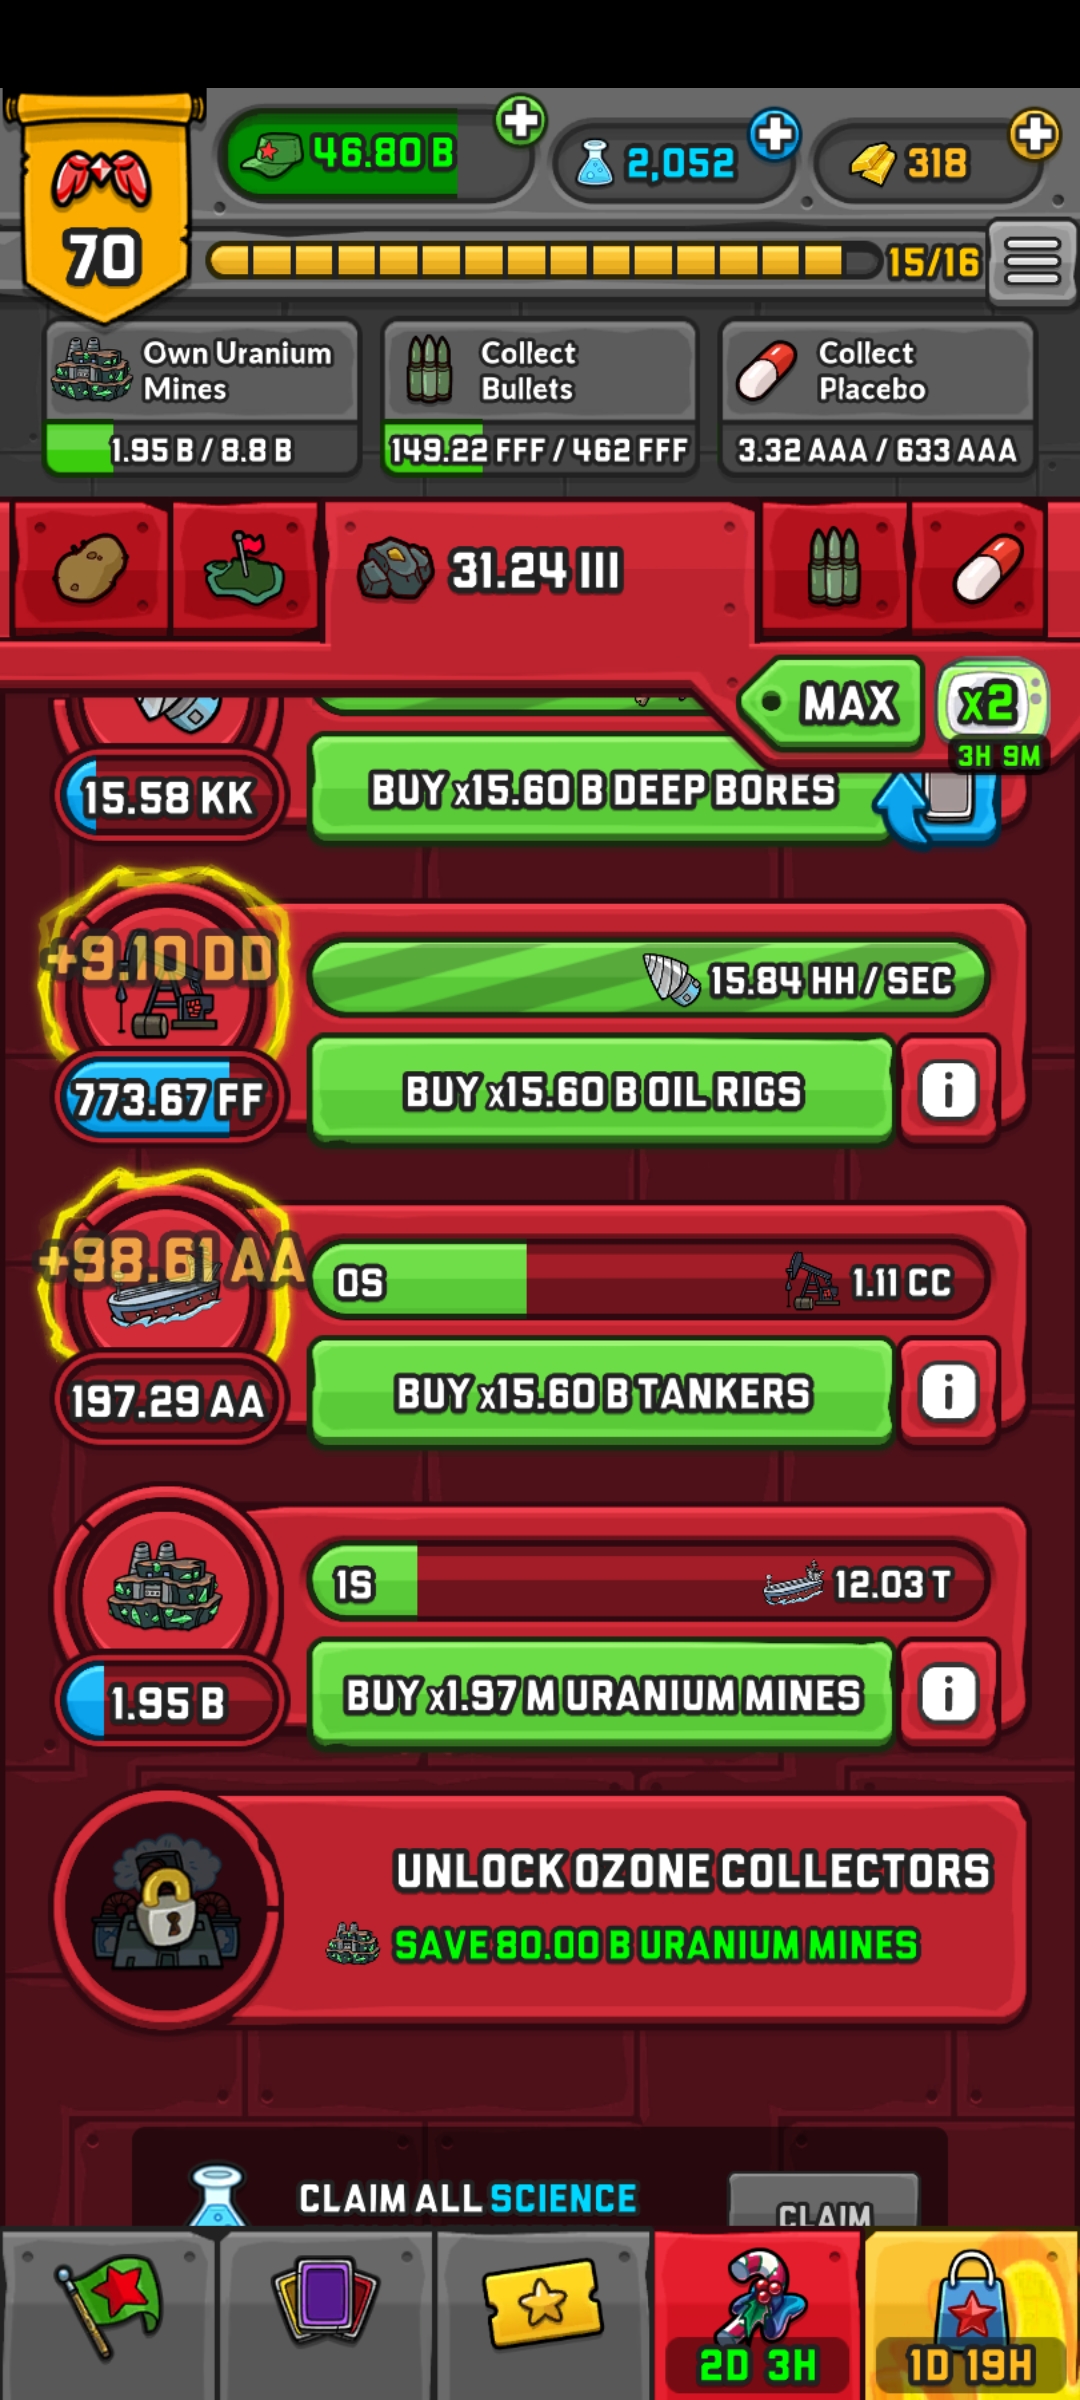 46.80 B
2,052
318
70
15/16
Own Uranium
Mines
1.95 B / 8.8 B
Collect
Bullets
149.22 FFF / 462 FFF
Collect
Placebo
3.32 AAA / 633 AAA
31.24 III
MAX
x2
3H 9M
15.58 KK
BUY x15.60 B DEEP BORES
+9.10 DD
15.84 HH / SEC
773.67 FF
BUY x15.60 B OIL RIGS
i
+98.61 AA
0S
1.11 CC
197.29 AA
BUY x15.60 B TANKERS
i
1S
12.03 T
1.95 B
BUY x1.97 M URANIUM MINES
i
UNLOCK OZONE COLLECTORS
SAVE 80.00 B URANIUM MINES
CLAIM ALL SCIENCE
CLAIM
2D 3H
1D 19H